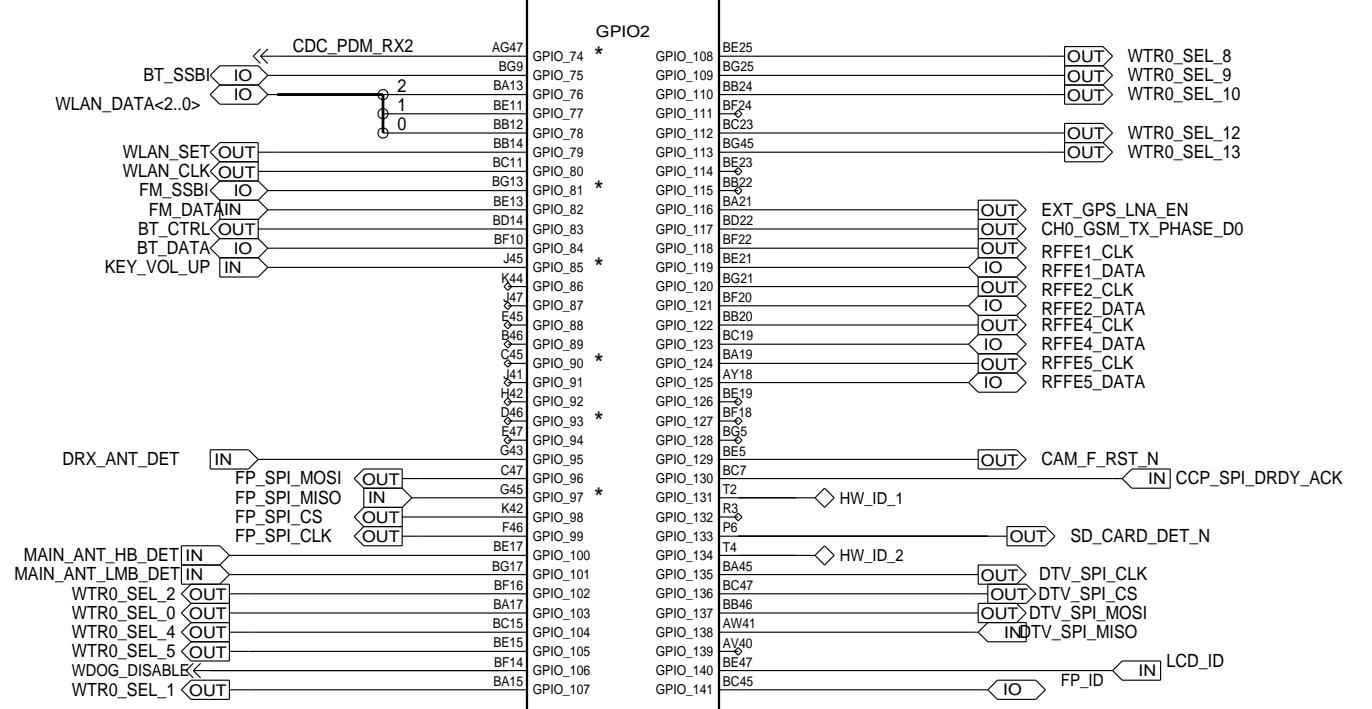 GPIO2
CDC_PDM_RX2 AG47 GPIO_74 * GPIO_108 BE25 OUT WTR0_SEL_8
BT_SSBI IO BG9 GPIO_75 GPIO_109 BG25 OUT WTR0_SEL_9
WLAN_DATA<2..0> IO 2 BA13 GPIO_76 GPIO_110 BB24 OUT WTR0_SEL_10
1 BE11 GPIO_77 GPIO_111 BF24
0 BB12 GPIO_78 GPIO_112 BC23 OUT WTR0_SEL_12
WLAN_SET OUT BB14 GPIO_79 GPIO_113 BG45 OUT WTR0_SEL_13
WLAN_CLK OUT BC11 GPIO_80 GPIO_114 BE23
FM_SSBI IO BG13 GPIO_81 * GPIO_115 BB22
FM_DATA IN BE13 GPIO_82 GPIO_116 BA21 OUT EXT_GPS_LNA_EN
BT_CTRL OUT BD14 GPIO_83 GPIO_117 BD22 OUT CH0_GSM_TX_PHASE_D0
BT_DATA IO BF10 GPIO_84 GPIO_118 BF22 OUT RFFE1_CLK
KEY_VOL_UP IN J45 GPIO_85 * GPIO_119 BE21 IO RFFE1_DATA
K44 GPIO_86 GPIO_120 BG21 OUT RFFE2_CLK
J47 GPIO_87 GPIO_121 BF20 IO RFFE2_DATA
E45 GPIO_88 GPIO_122 BB20 OUT RFFE4_CLK
B46 GPIO_89 GPIO_123 BC19 IO RFFE4_DATA
C45 GPIO_90 * GPIO_124 BA19 OUT RFFE5_CLK
J41 GPIO_91 GPIO_125 AY18 IO RFFE5_DATA
H42 GPIO_92 GPIO_126 BE19
D46 GPIO_93 * GPIO_127 BF18
E47 GPIO_94 GPIO_128 BG5
DRX_ANT_DET IN G43 GPIO_95 GPIO_129 BE5 OUT CAM_F_RST_N
FP_SPI_MOSI OUT C47 GPIO_96 GPIO_130 BC7 IN CCP_SPI_DRDY_ACK
FP_SPI_MISO IN G45 GPIO_97 * GPIO_131 T2 HW_ID_1
FP_SPI_CS OUT K42 GPIO_98 GPIO_132 R3
FP_SPI_CLK OUT F46 GPIO_99 GPIO_133 P6 OUT SD_CARD_DET_N
MAIN_ANT_HB_DET IN BE17 GPIO_100 GPIO_134 T4 HW_ID_2
MAIN_ANT_LMB_DET IN BG17 GPIO_101 GPIO_135 BA45 OUT DTV_SPI_CLK
WTR0_SEL_2 OUT BF16 GPIO_102 GPIO_136 BC47 OUT DTV_SPI_CS
WTR0_SEL_0 OUT BA17 GPIO_103 GPIO_137 BB46 OUT DTV_SPI_MOSI
WTR0_SEL_4 OUT BC15 GPIO_104 GPIO_138 AW41 IN DTV_SPI_MISO
WTR0_SEL_5 OUT BE15 GPIO_105 GPIO_139 AV40
WDOG_DISABLE BF14 GPIO_106 GPIO_140 BE47 IN LCD_ID
WTR0_SEL_1 OUT BA15 GPIO_107 GPIO_141 BC45 IO FP_ID